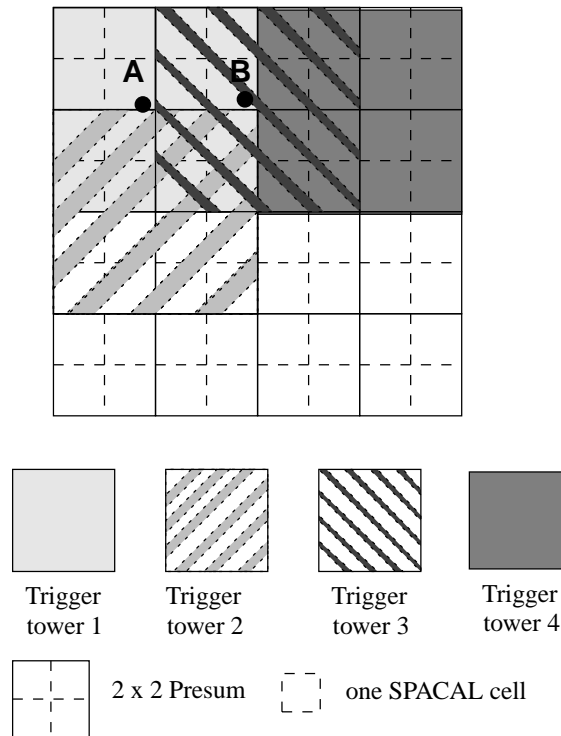 A
B
Trigger
tower 1
Trigger
tower 2
Trigger
tower 3
Trigger
tower 4
2 x 2 Presum
one SPACAL cell